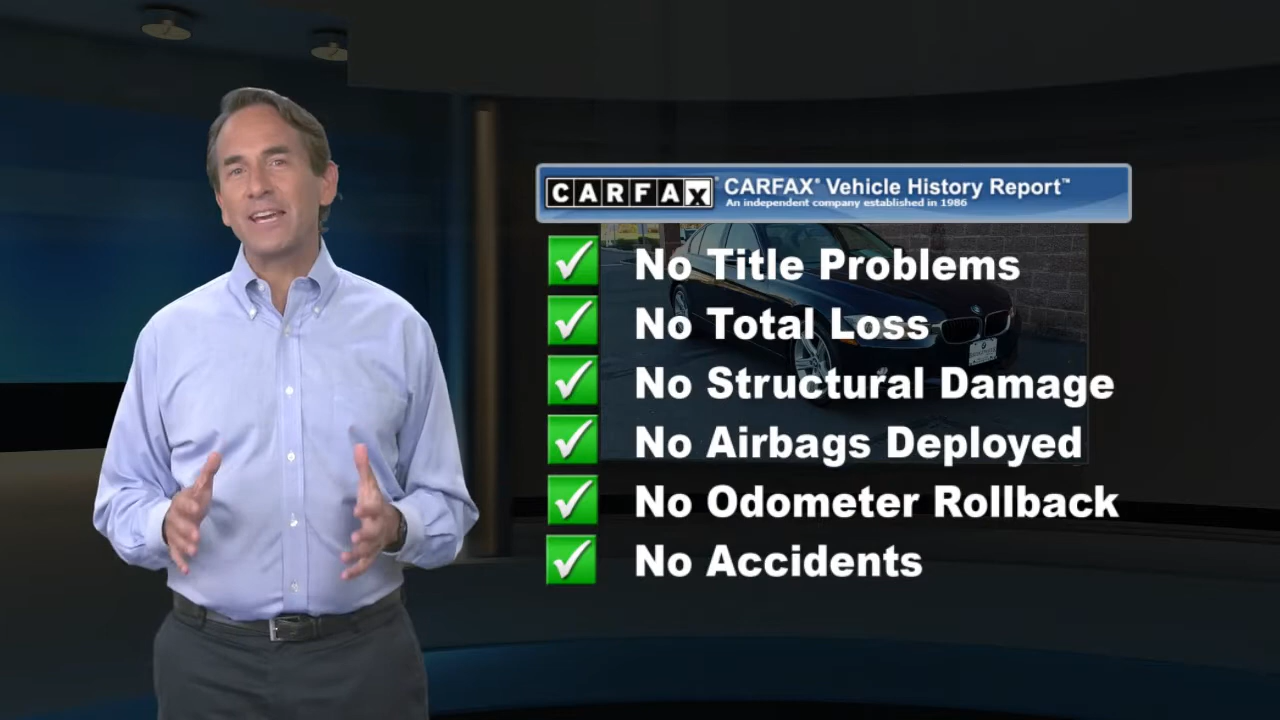 CARFAX
CARFAX® Vehicle History Report™
An independent company established in 1986
No Title Problems
No Total Loss
No Structural Damage
No Airbags Deployed
No Odometer Rollback
No Accidents